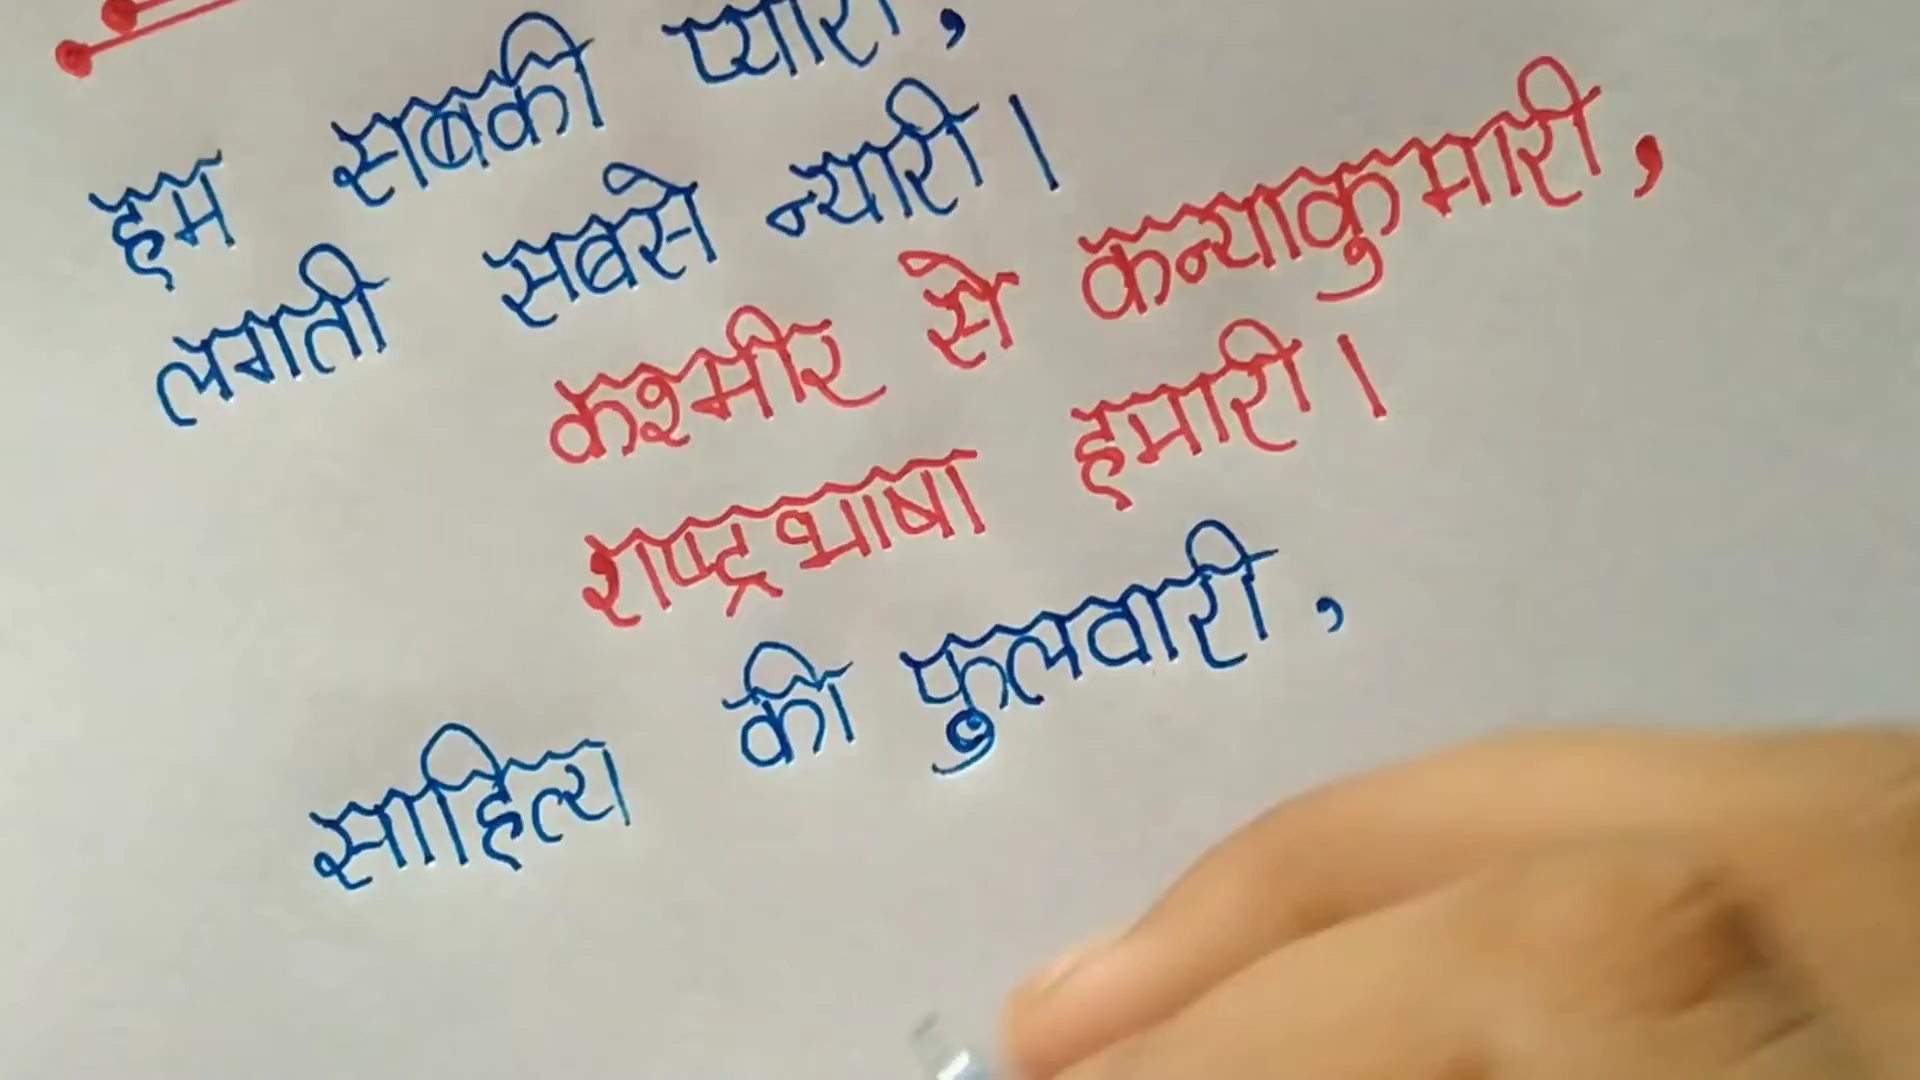 हम सबकी प्यारी,
लगती सबसे न्यारी।
कश्मीर से कन्याकुमारी,
राष्ट्रभाषा हमारी।
साहित्य की फुलवारी,